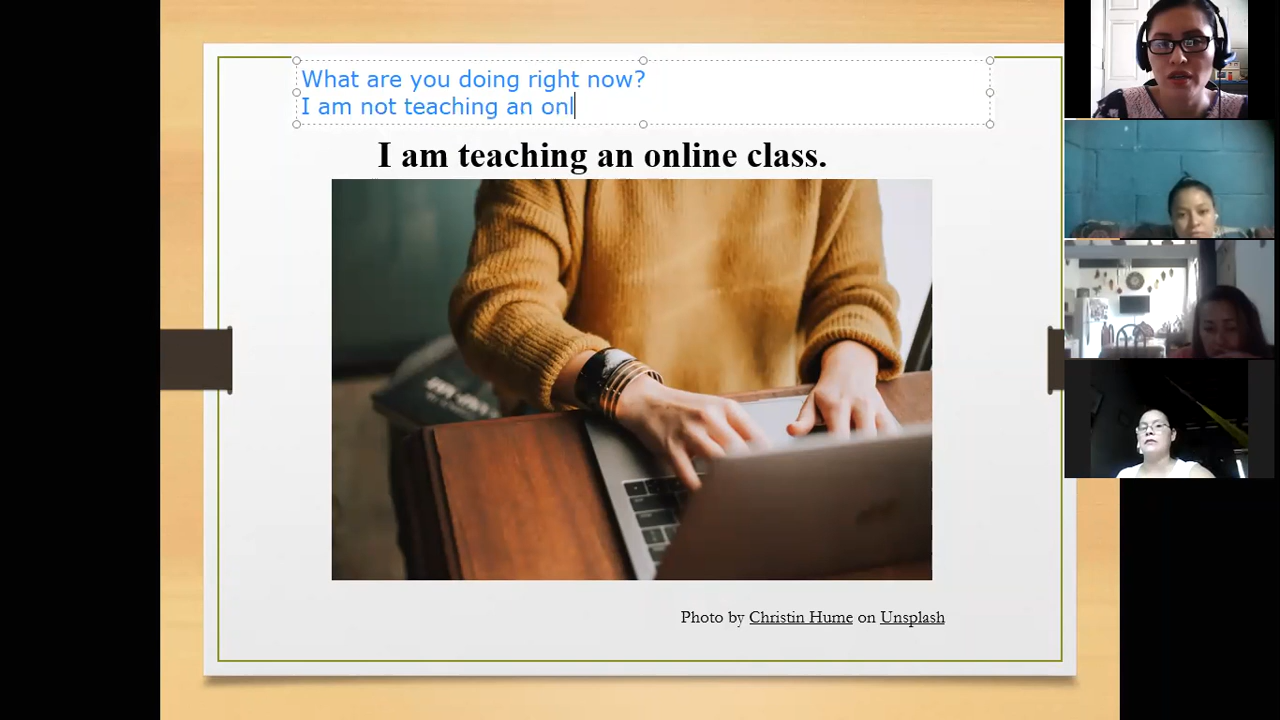 What are you doing right now?
I am not teaching an onl
I am teaching an online class.
Photo by Christin Hume on Unsplash